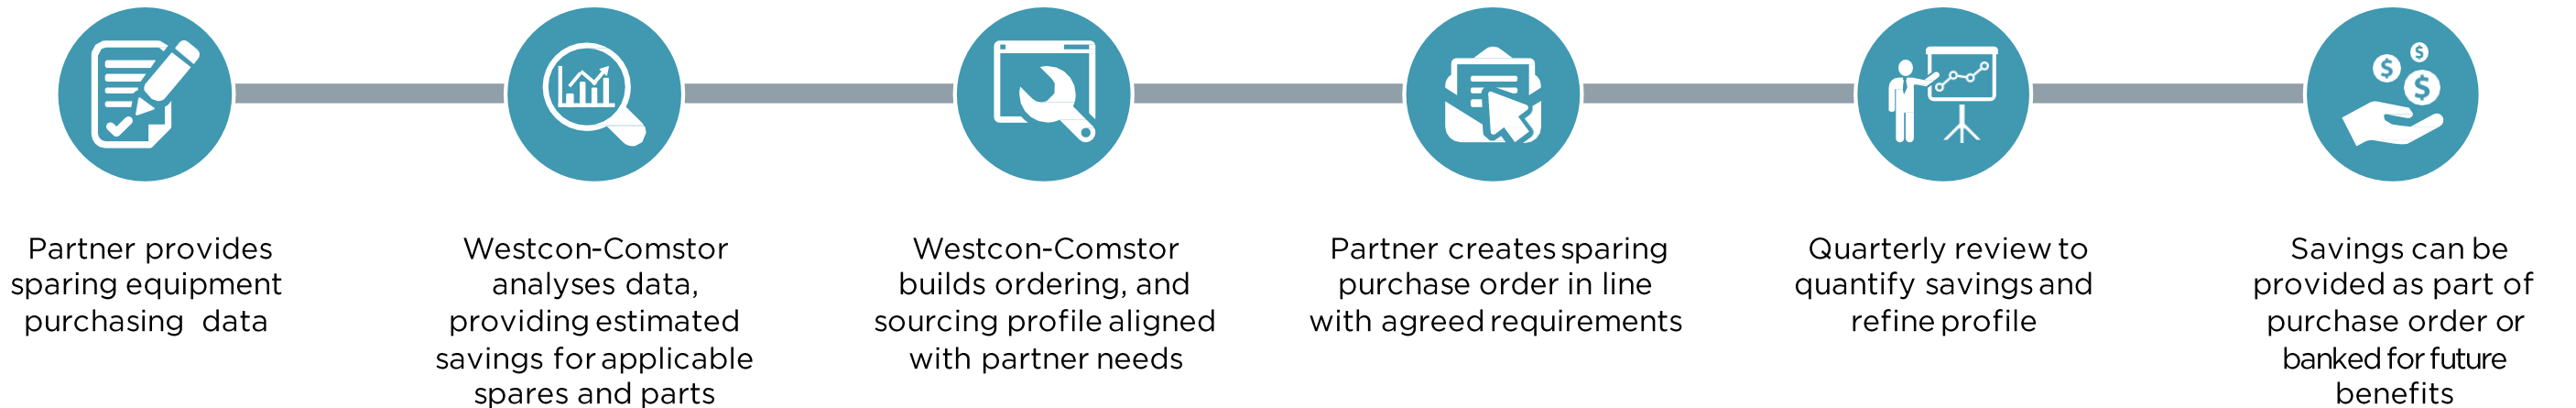 Partner provides
sparing equipment
purchasing data
Westcon-Comstor
analyses data,
providing estimated
savings for applicable
spares and parts
Westcon-Comstor
builds ordering, and
sourcing profile aligned
with partner needs
Partner creates sparing
purchase order in line
with agreed requirements
Quarterly review to
quantify savings and
refine profile
Savings can be
provided as part of
purchase order or
banked for future
benefits